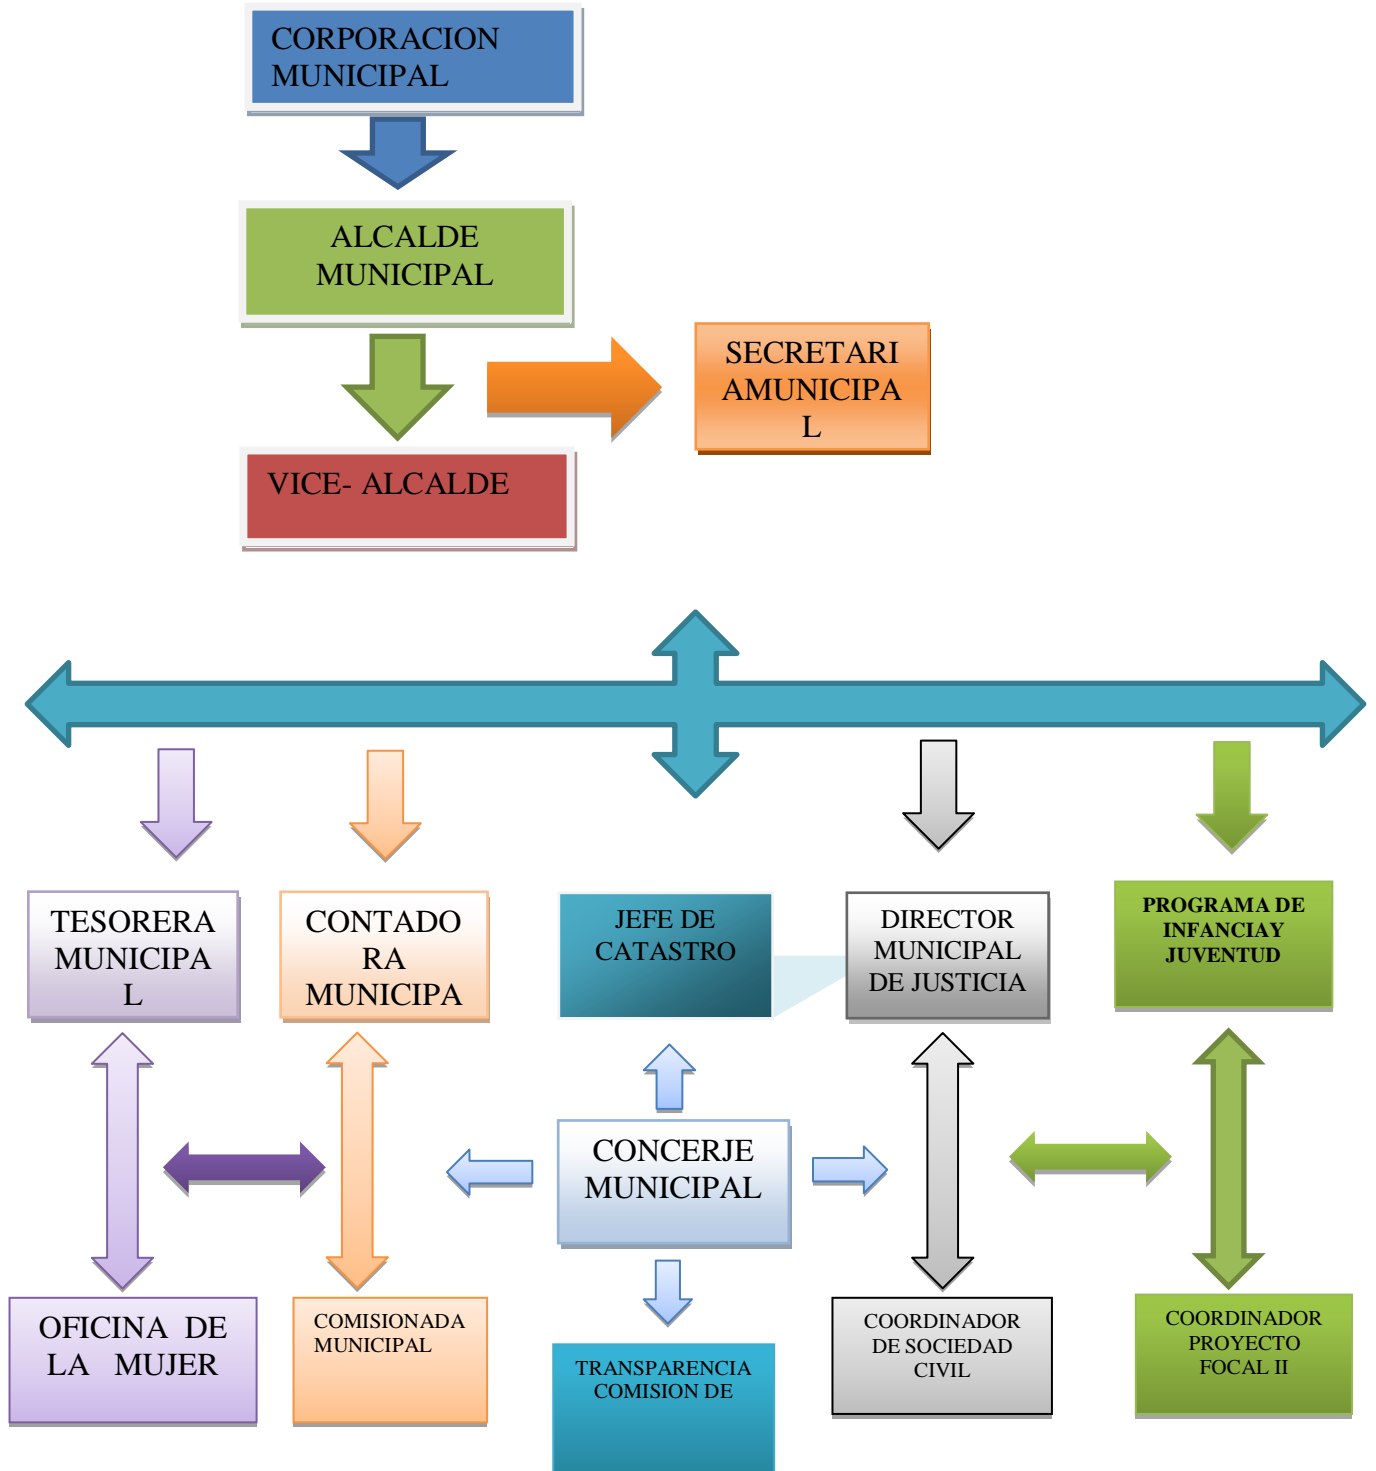 CORPORACION
MUNICIPAL
ALCALDE
MUNICIPAL
SECRETARI
AMUNICIPA
L
VICE- ALCALDE
TESORERA
MUNICIPA
L
CONTADO
RA
MUNICIPA
JEFE DE
CATASTRO
DIRECTOR
MUNICIPAL
DE JUSTICIA
PROGRAMA DE
INFANCIAY
JUVENTUD
CONCERJE
MUNICIPAL
OFICINA DE
LA MUJER
COMISIONADA
MUNICIPAL
TRANSPARENCIA
COMISION DE
COORDINADOR
DE SOCIEDAD
CIVIL
COORDINADOR
PROYECTO
FOCAL II